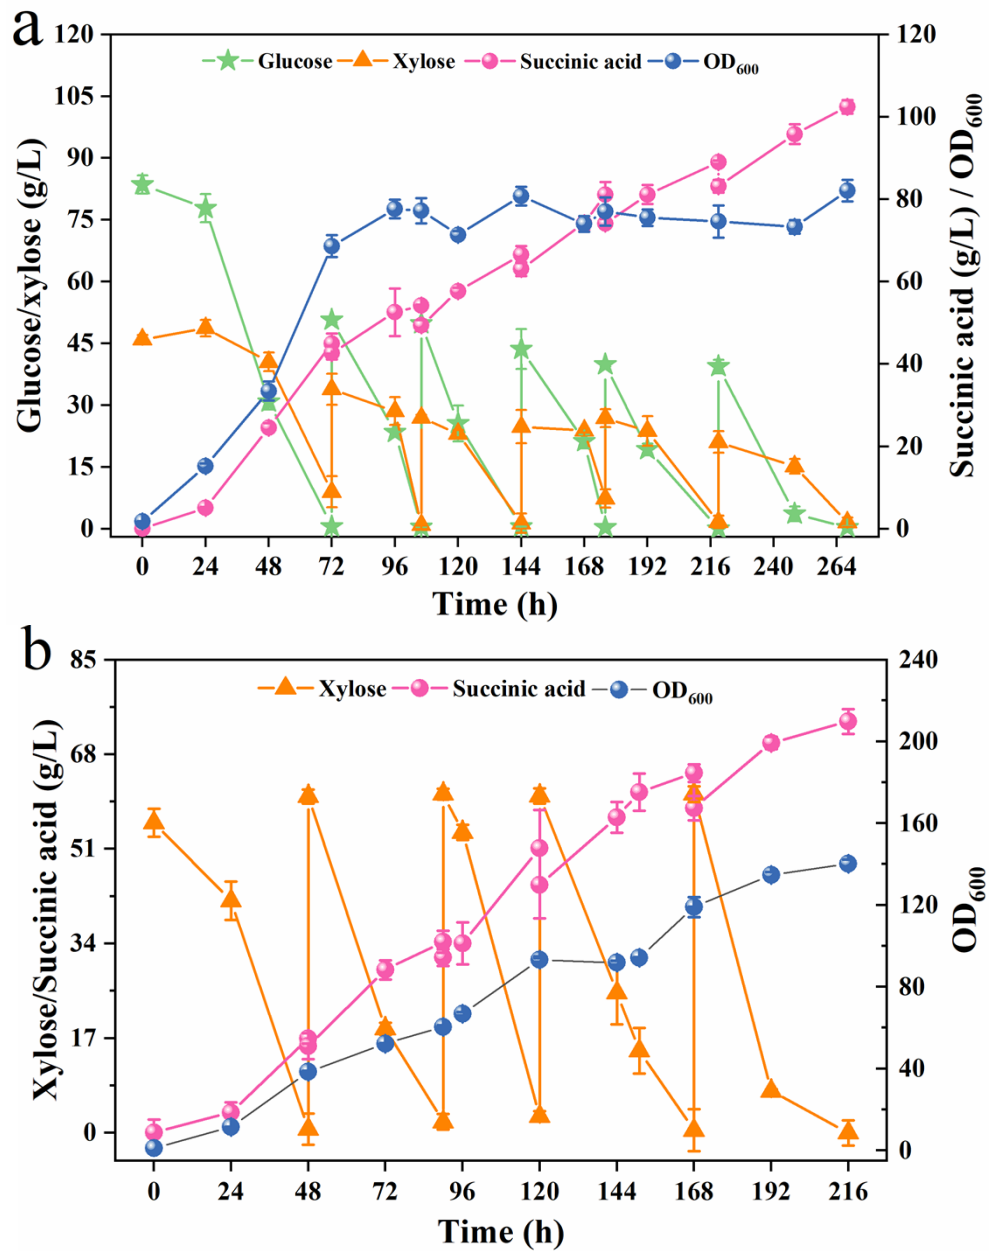 a
Glucose Xylose Succinic acid OD600
120 105 90 75 60 45 30 15 0
Glucose/xylose (g/L)
120 100 80 60 40 20 0
Succinic acid (g/L) / OD600
0 24 48 72 96 120 144 168 192 216 240 264
Time (h)
b
Xylose Succinic acid OD600
85 68 51 34 17 0
Xylose/Succinic acid (g/L)
240 200 160 120 80 40 0
OD600
0 24 48 72 96 120 144 168 192 216
Time (h)